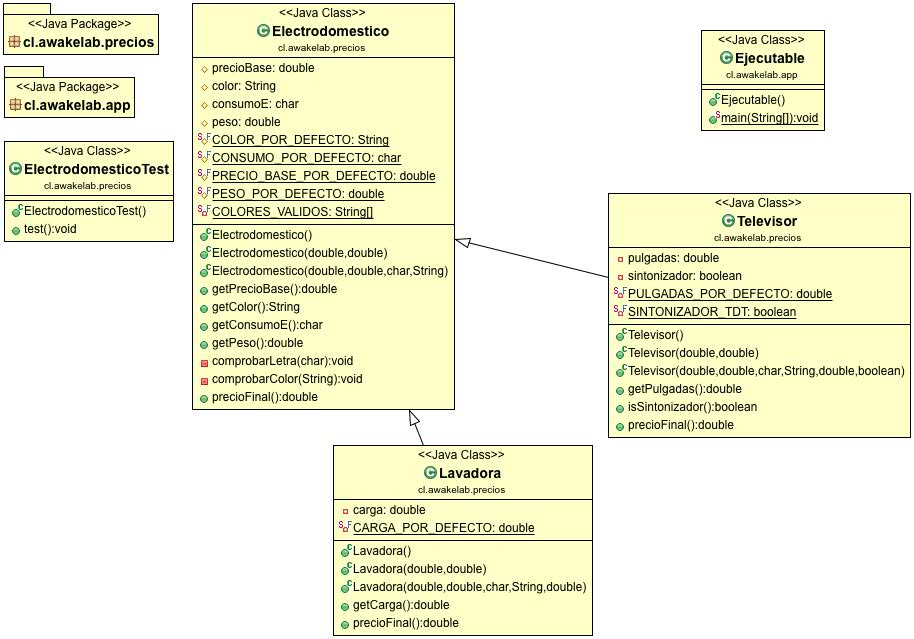 <<Java Package>>
cl.awakelab.precios
<<Java Package>>
cl.awakelab.app
<<Java Class>>
ElectrodomesticoTest
cl.awakelab.precios
ElectrodomesticoTest()
test():void
<<Java Class>>
Electrodomestico
cl.awakelab.precios
precioBase: double
color: String
consumoE: char
peso: double
COLOR_POR_DEFECTO: String
CONSUMO_POR_DEFECTO: char
PRECIO_BASE_POR_DEFECTO: double
PESO_POR_DEFECTO: double
COLORES_VALIDOS: String[]
Electrodomestico()
Electrodomestico(double,double)
Electrodomestico(double,double,char,String)
getPrecioBase():double
getColor():String
getConsumoE():char
getPeso():double
comprobarLetra(char):void
comprobarColor(String):void
precioFinal():double
<<Java Class>>
Ejecutable
cl.awakelab.app
Ejecutable()
main(String[]):void
<<Java Class>>
Televisor
cl.awakelab.precios
pulgadas: double
sintonizador: boolean
PULGADAS_POR_DEFECTO: double
SINTONIZADOR_TDT: boolean
Televisor()
Televisor(double,double)
Televisor(double,double,char,String,double,boolean)
getPulgadas():double
isSintonizador():boolean
precioFinal():double
<<Java Class>>
Lavadora
cl.awakelab.precios
carga: double
CARGA_POR_DEFECTO: double
Lavadora()
Lavadora(double,double)
Lavadora(double,double,char,String,double)
getCarga():double
precioFinal():double